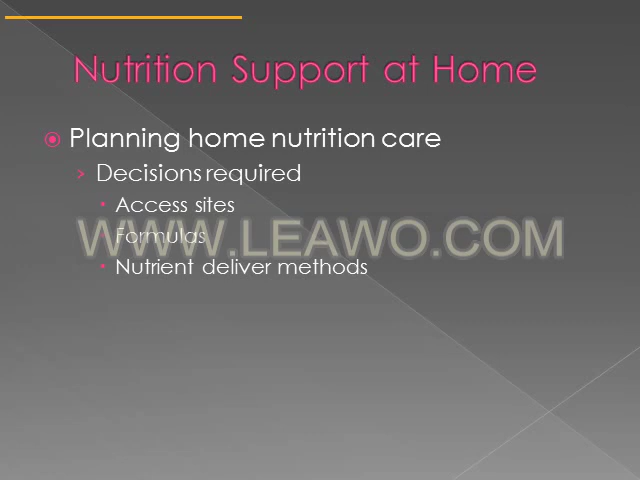 Nutrition Support at Home
Planning home nutrition care
Decisions required
Access sites
Formulas
WWW.LEAWO.COM
Nutrient deliver methods